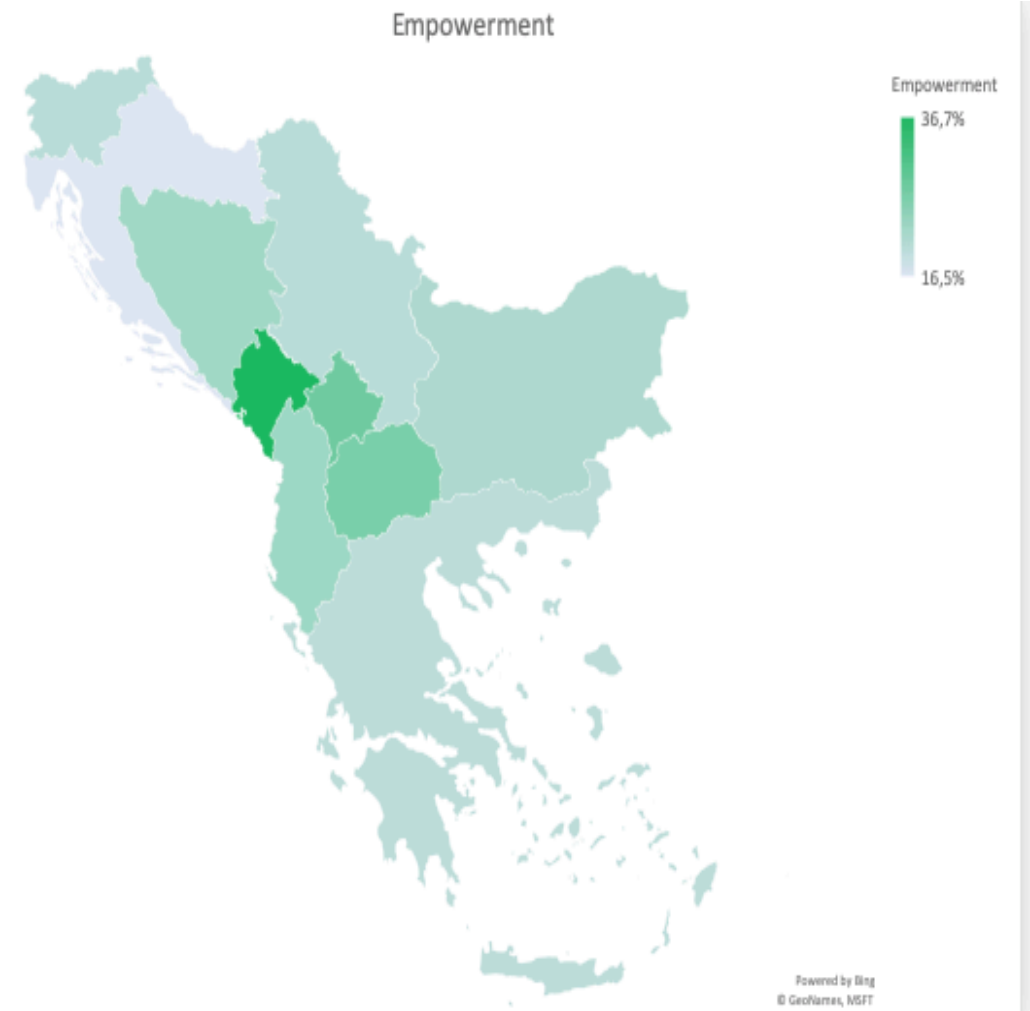 Empowerment
Empowerment
36,7%
16,5%
Powered by Bing
© GeoNames, MSFT